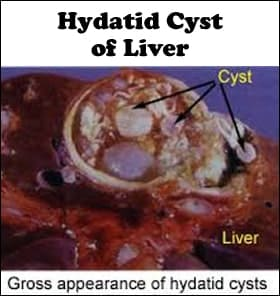 Hydatid Cyst
of Liver
Cyst
Liver
Gross appearance of hydatid cysts